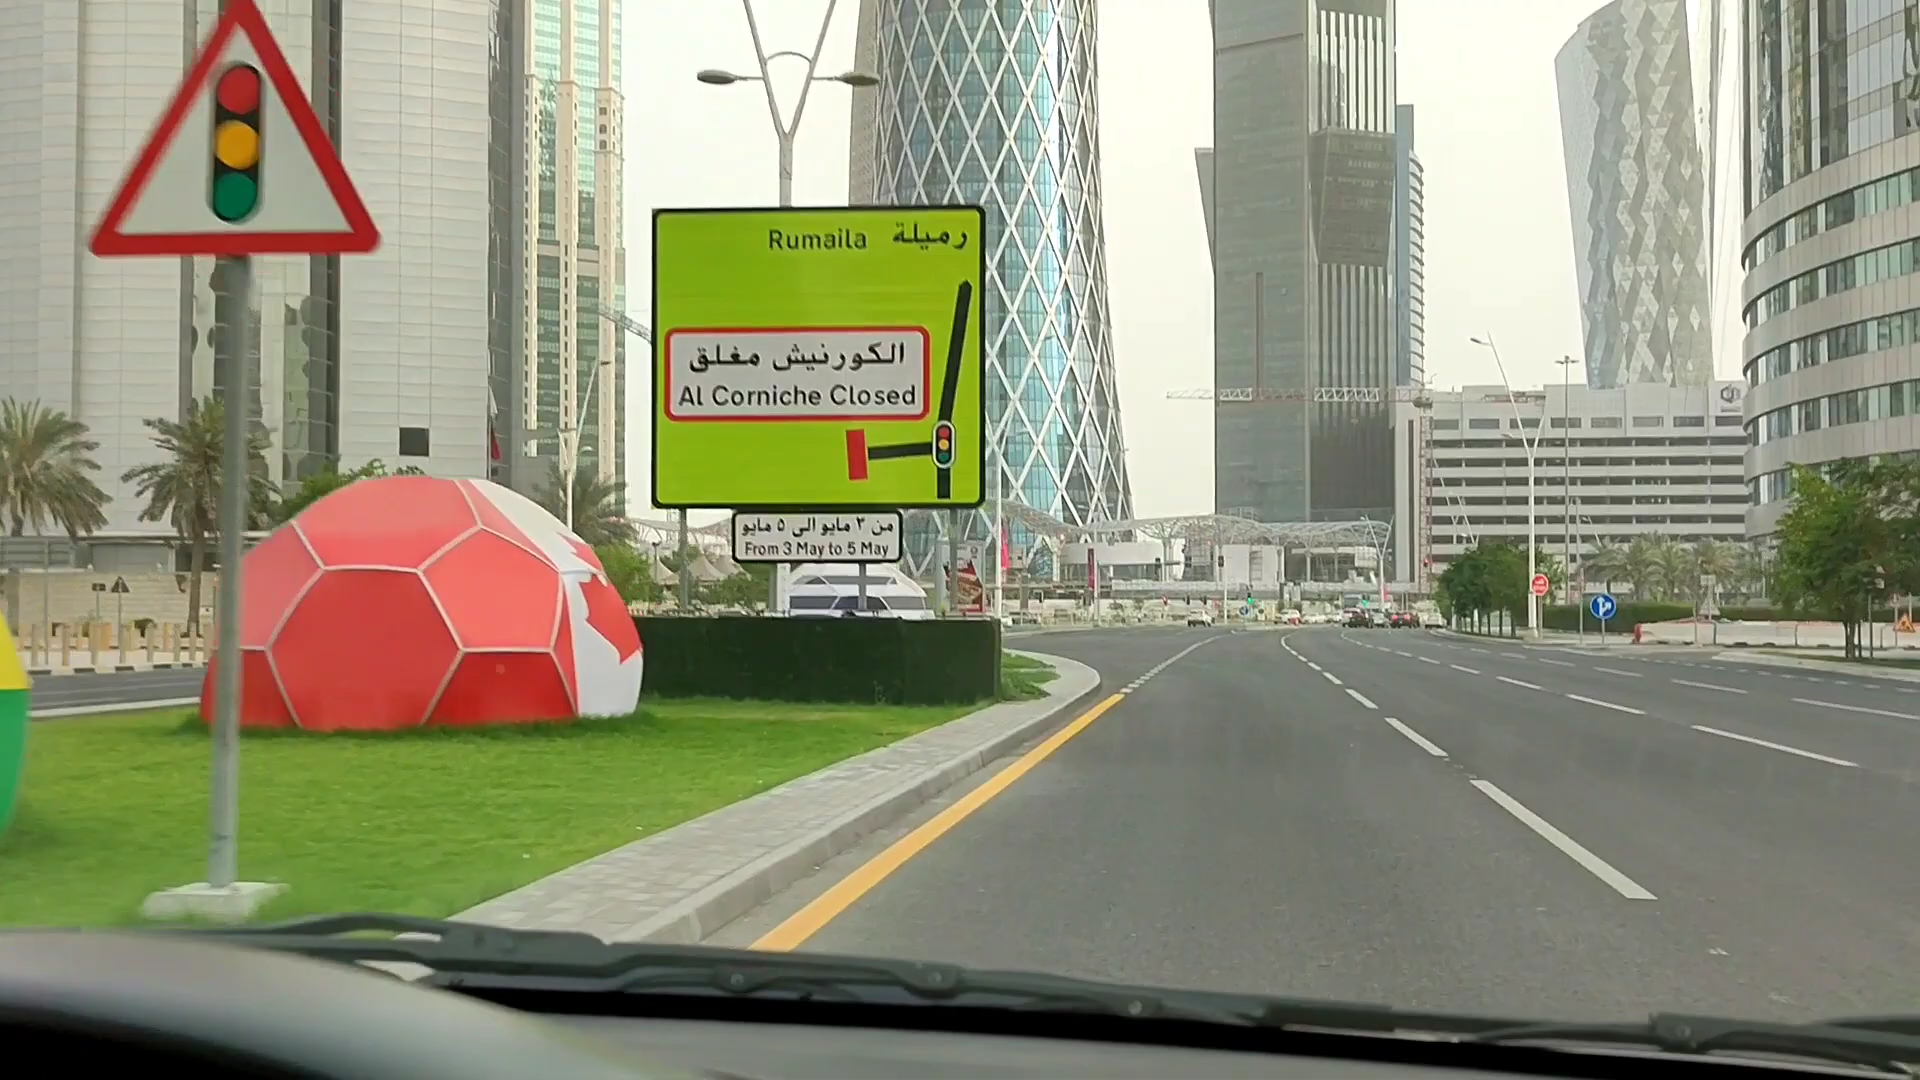 Rumaila رميلة
الكورنيش مغلق
Al Corniche Closed
من ٣ مايو الى ٥ مايو
From 3 May to 5 May